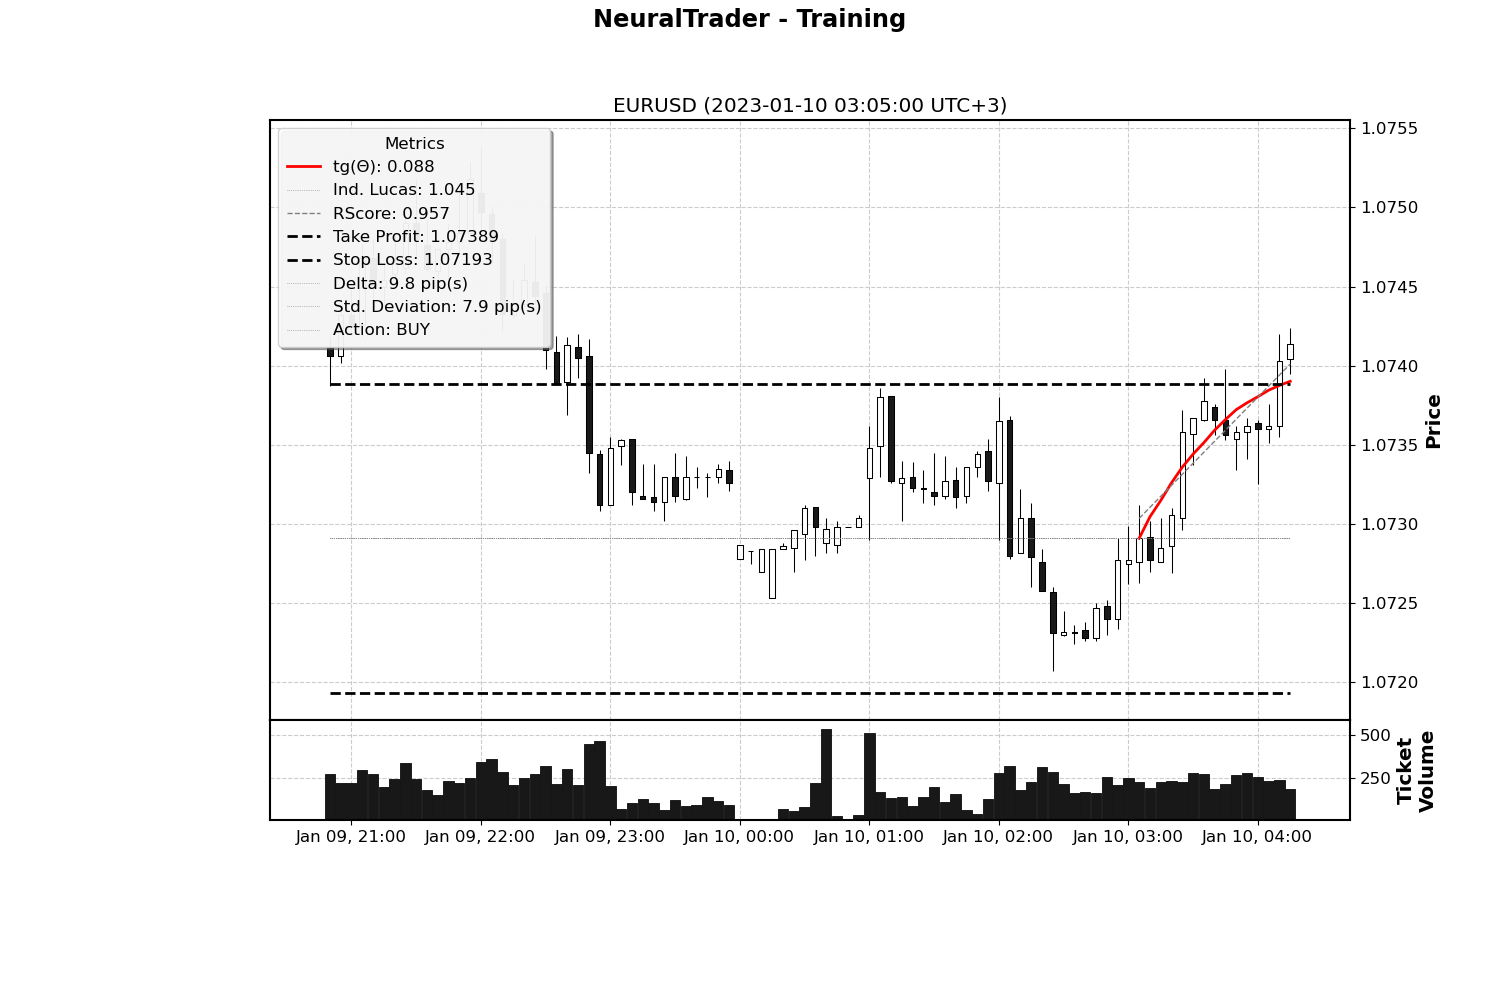 NeuralTrader - Training
EURUSD (2023-01-10 03:05:00 UTC+3)
Metrics
tg(Θ): 0.088
Ind. Lucas: 1.045
RScore: 0.957
Take Profit: 1.07389
Stop Loss: 1.07193
Delta: 9.8 pip(s)
Std. Deviation: 7.9 pip(s)
Action: BUY
1.0755
1.0750
1.0745
1.0740
1.0735
1.0730
1.0725
1.0720
Price
500
250
Ticket
Volume
Jan 09, 21:00
Jan 09, 22:00
Jan 09, 23:00
Jan 10, 00:00
Jan 10, 01:00
Jan 10, 02:00
Jan 10, 03:00
Jan 10, 04:00